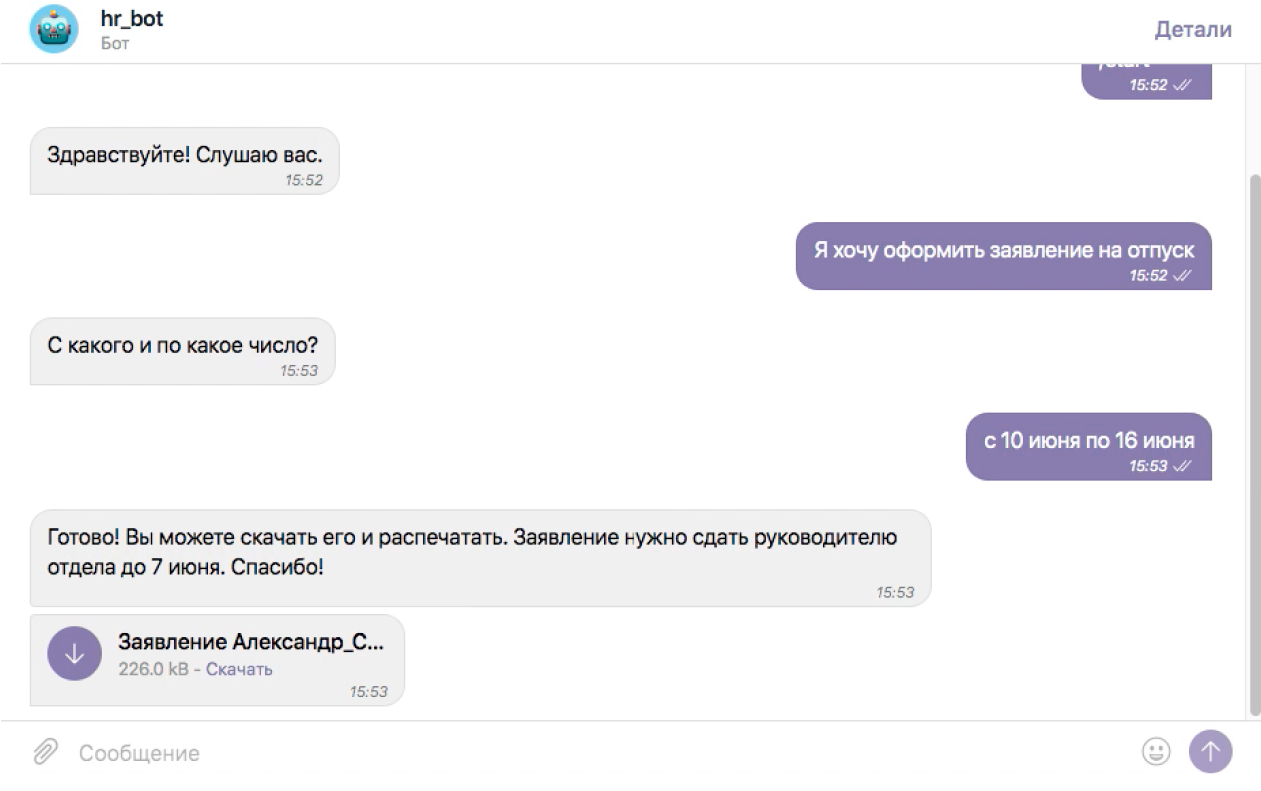 hr_bot
Бот
Детали
15:52
Здравствуйте! Слушаю вас.
15:52
Я хочу оформить заявление на отпуск
15:52
С какого и по какое число?
15:53
с 10 июня по 16 июня
15:53
Готово! Вы можете скачать его и распечатать. Заявление нужно сдать руководителю
отдела до 7 июня. Спасибо!
15:53
Заявление Александр_С...
226.0 kB - Скачать
15:53
Сообщение